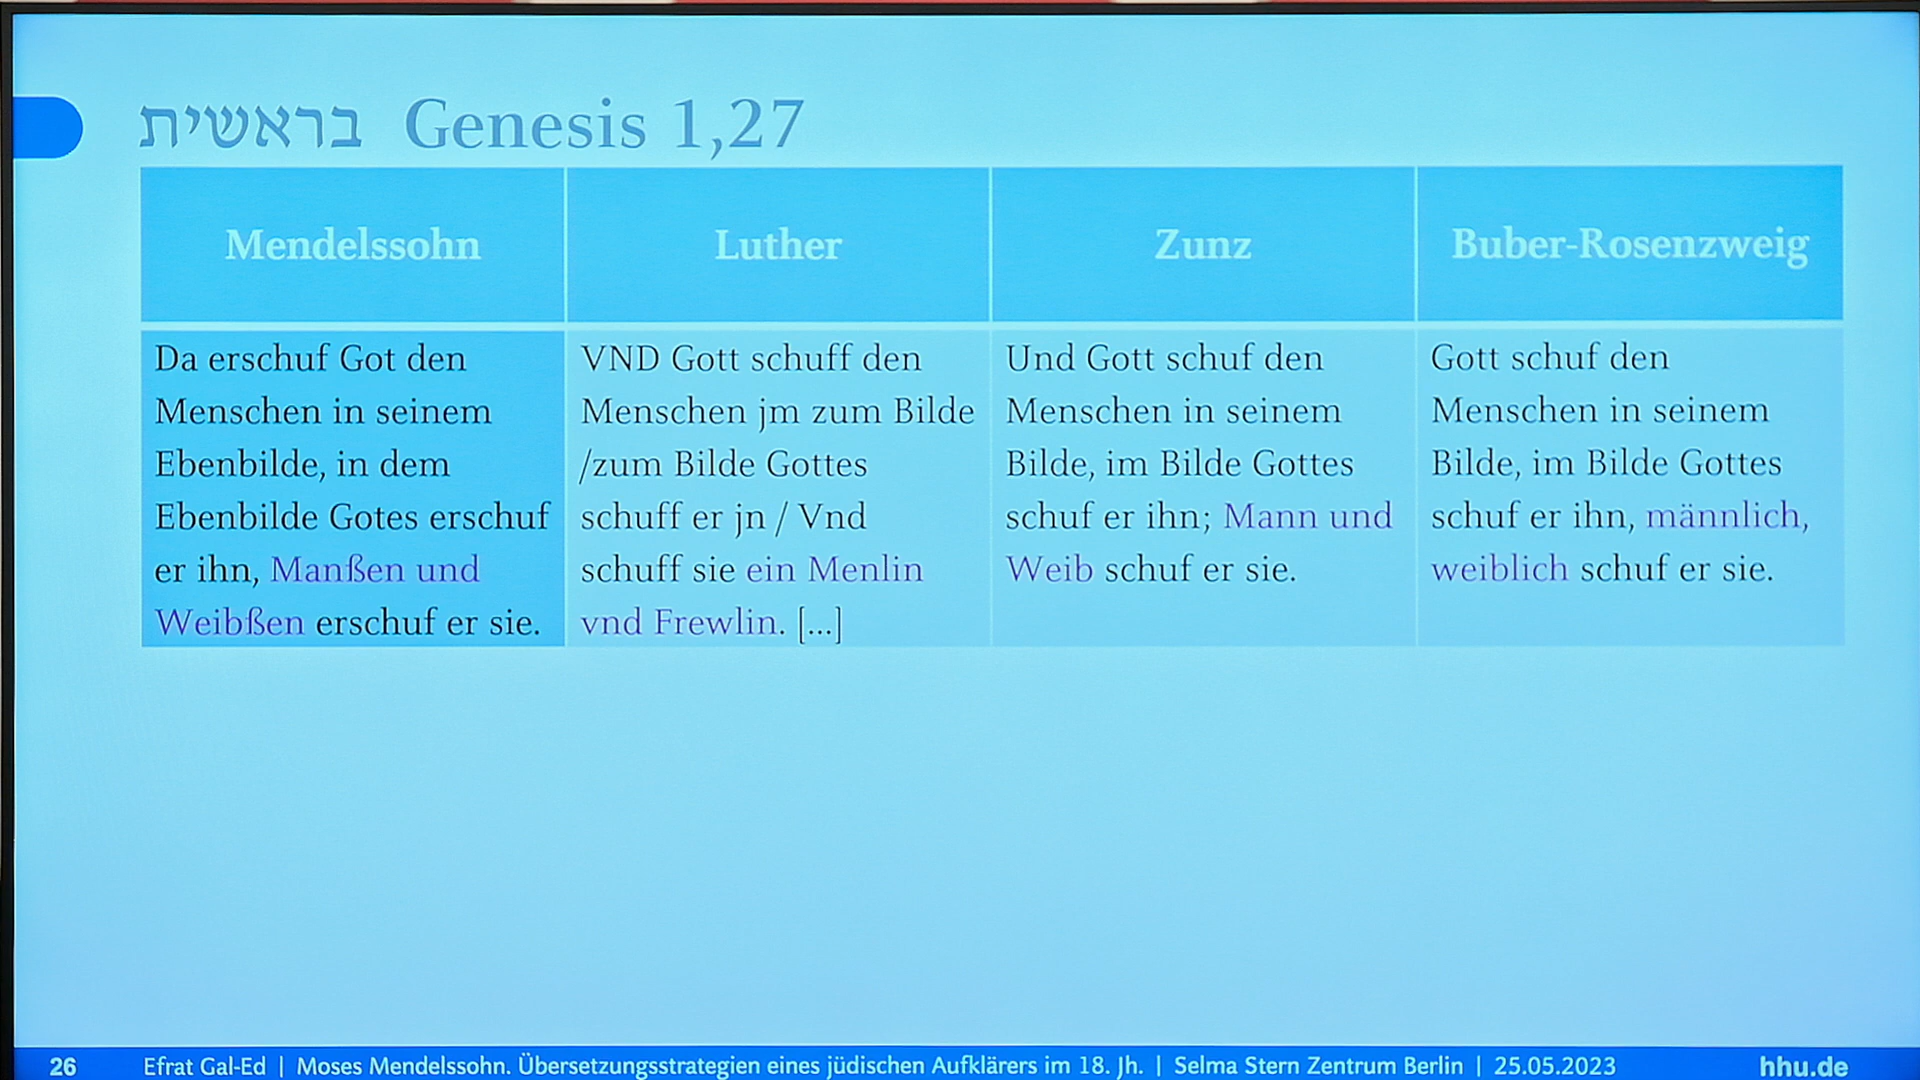 בראשית Genesis 1,27
Mendelssohn
Luther
Zunz
Buber-Rosenzweig
Da erschuf Got den
Menschen in seinem
Ebenbilde, in dem
Ebenbilde Gotes erschuf
er ihn, Manßen und
Weibßen erschuf er sie.
VND Gott schuff den
Menschen jm zum Bilde
/zum Bilde Gottes
schuff er jn / Vnd
schuff sie ein Menlin
vnd Frewlin. [...]
Und Gott schuf den
Menschen in seinem
Bilde, im Bilde Gottes
schuf er ihn; Mann und
Weib schuf er sie.
Gott schuf den
Menschen in seinem
Bilde, im Bilde Gottes
schuf er ihn, männlich,
weiblich schuf er sie.
26 Efrat Gal-Ed | Moses Mendelssohn. Übersetzungsstrategien eines jüdischen Aufklärers im 18. Jh. | Selma Stern Zentrum Berlin | 25.05.2023 hhu.de